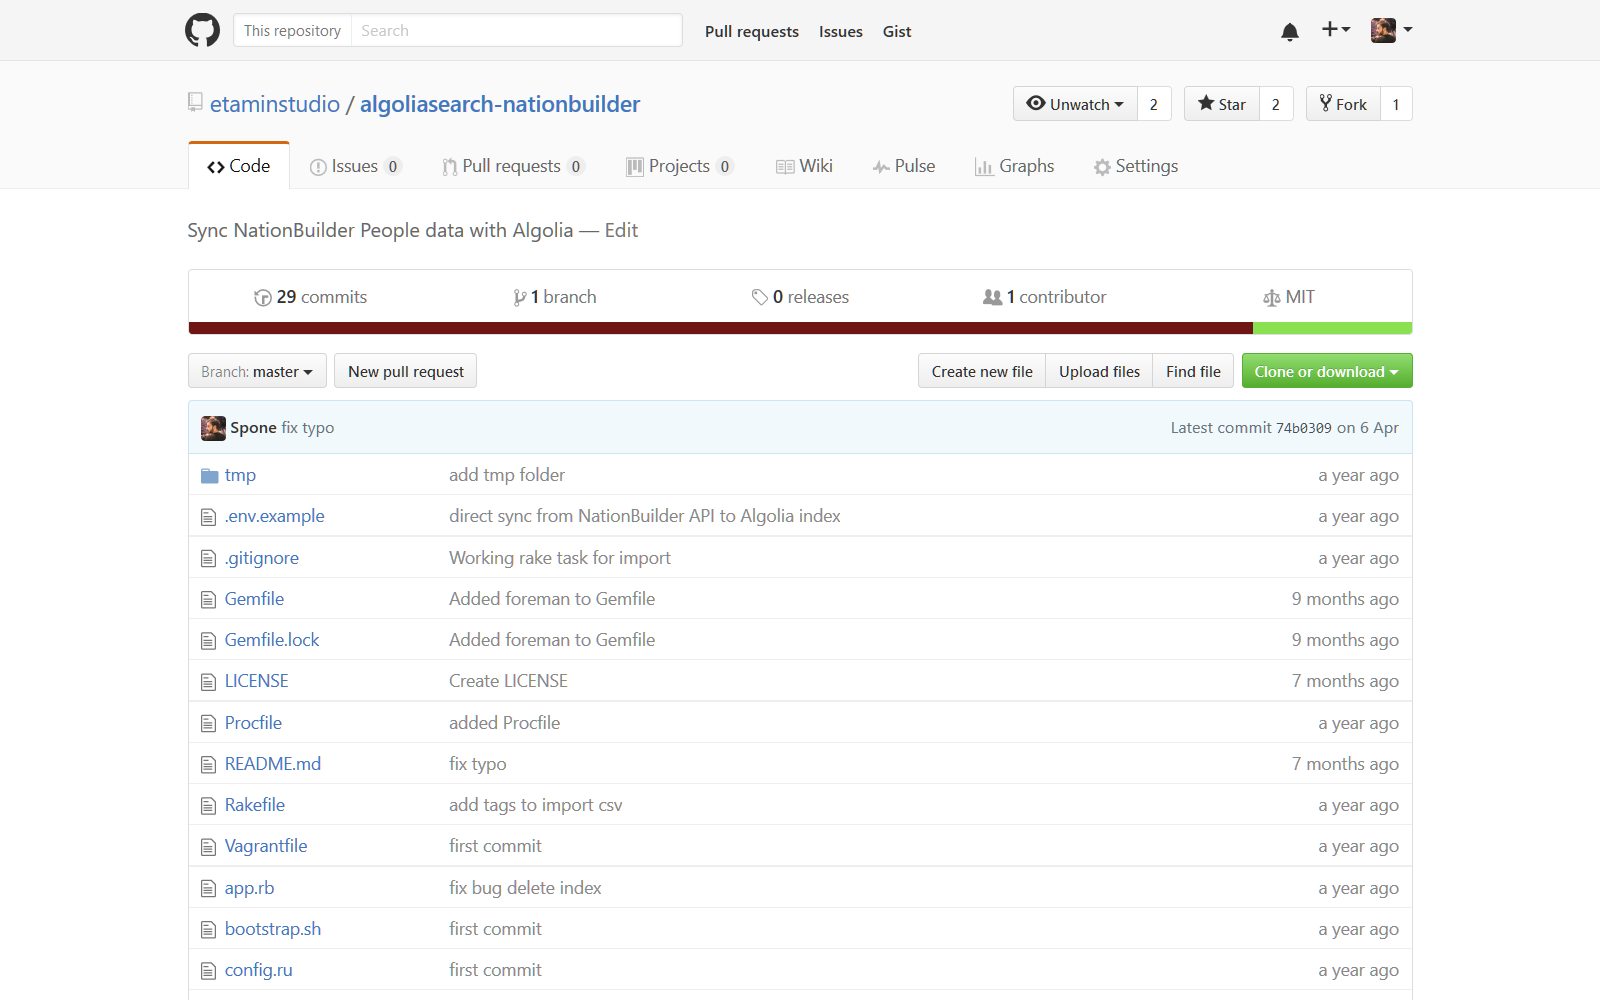 This repository Search Pull requests Issues Gist
etaminstudio / algoliasearch-nationbuilder Unwatch 2 Star 2 Fork 1
Code Issues 0 Pull requests 0 Projects 0 Wiki Pulse Graphs Settings
Sync NationBuilder People data with Algolia — Edit
29 commits 1 branch 0 releases 1 contributor MIT
Branch: master New pull request Create new file Upload files Find file Clone or download
Spone fix typo Latest commit 74b0309 on 6 Apr
tmp add tmp folder a year ago
.env.example direct sync from NationBuilder API to Algolia index a year ago
.gitignore Working rake task for import a year ago
Gemfile Added foreman to Gemfile 9 months ago
Gemfile.lock Added foreman to Gemfile 9 months ago
LICENSE Create LICENSE 7 months ago
Procfile added Procfile a year ago
README.md fix typo 7 months ago
Rakefile add tags to import csv a year ago
Vagrantfile first commit a year ago
app.rb fix bug delete index a year ago
bootstrap.sh first commit a year ago
config.ru first commit a year ago